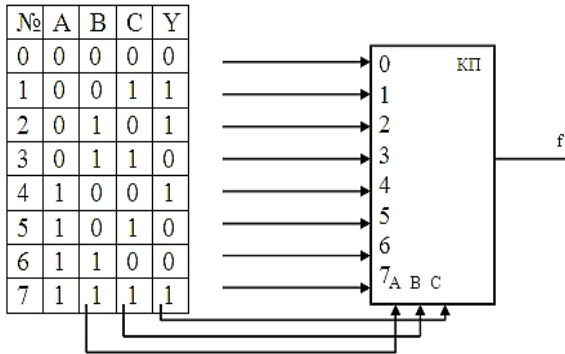 № A B C Y
0 0 0 0 0
1 0 0 1 1
2 0 1 0 1
3 0 1 1 0
4 1 0 0 1
5 1 0 1 0
6 1 1 0 0
7 1 1 1 1
0 КП
1
2
3
4
5
6
7 A B C
f